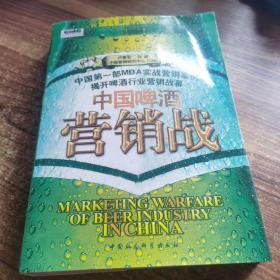 中国第一部MBA实战营销案例
揭开啤酒行业营销战幕
中国啤酒
营销战
MARKETING WARFARE
OF BEER INDUSTRY
IN CHINA